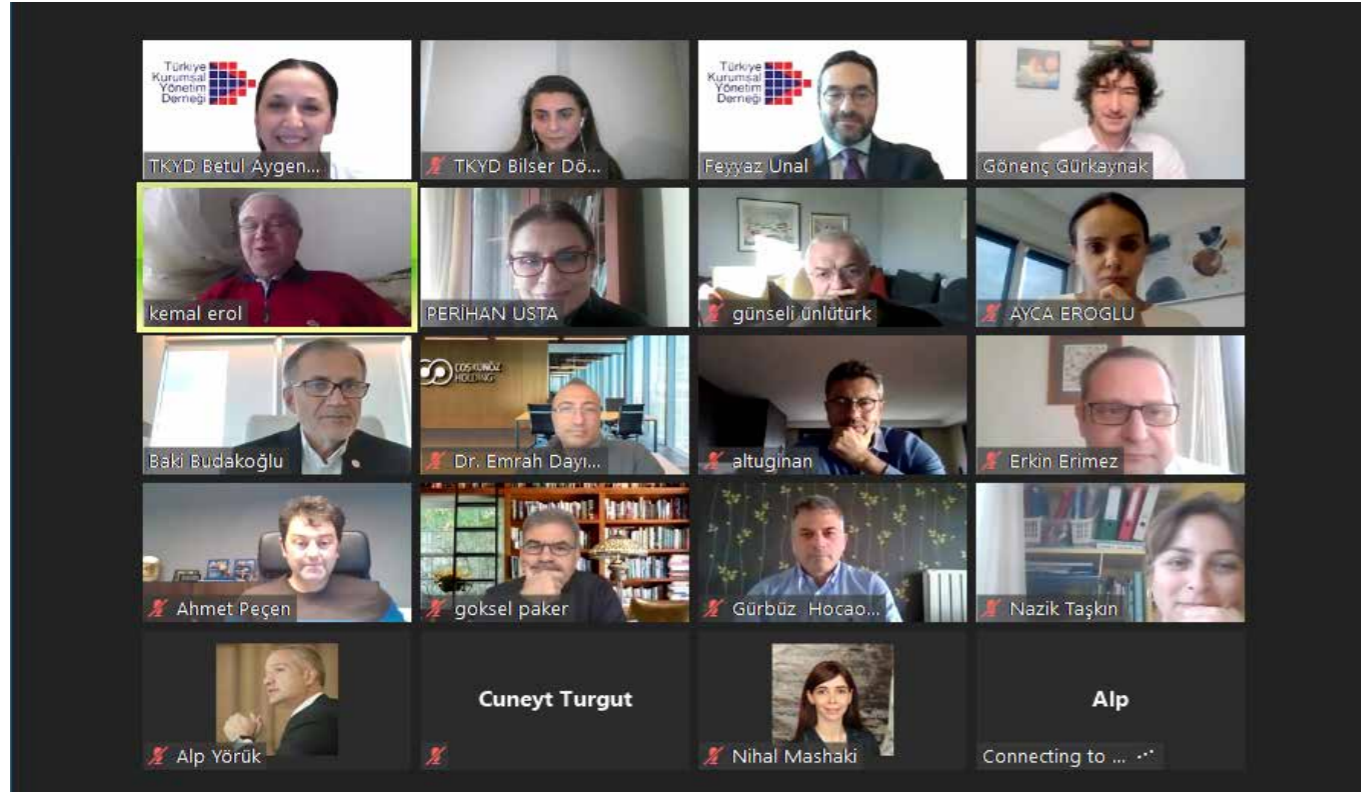 Türkiye
Kurumsal
Yönetim
Derneği
TKYD Betul Aygen...
TKYD Bilser Dö...
Türkiye
Kurumsal
Yönetim
Derneği
Feyyaz Unal
Gönenç Gürkaynak
kemal erol
PERİHAN USTA
günseli ünlütürk
AYCA EROGLU
Baki Budakoğlu
COŞKUNÖZ
HOLDING
Dr. Emrah Dayı...
altuginan
Erkin Erimez
Ahmet Peçen
goksel paker
Gürbüz Hocao...
Nazik Taşkın
Alp Yörük
Cuneyt Turgut
Nihal Mashaki
Alp
Connecting to ...